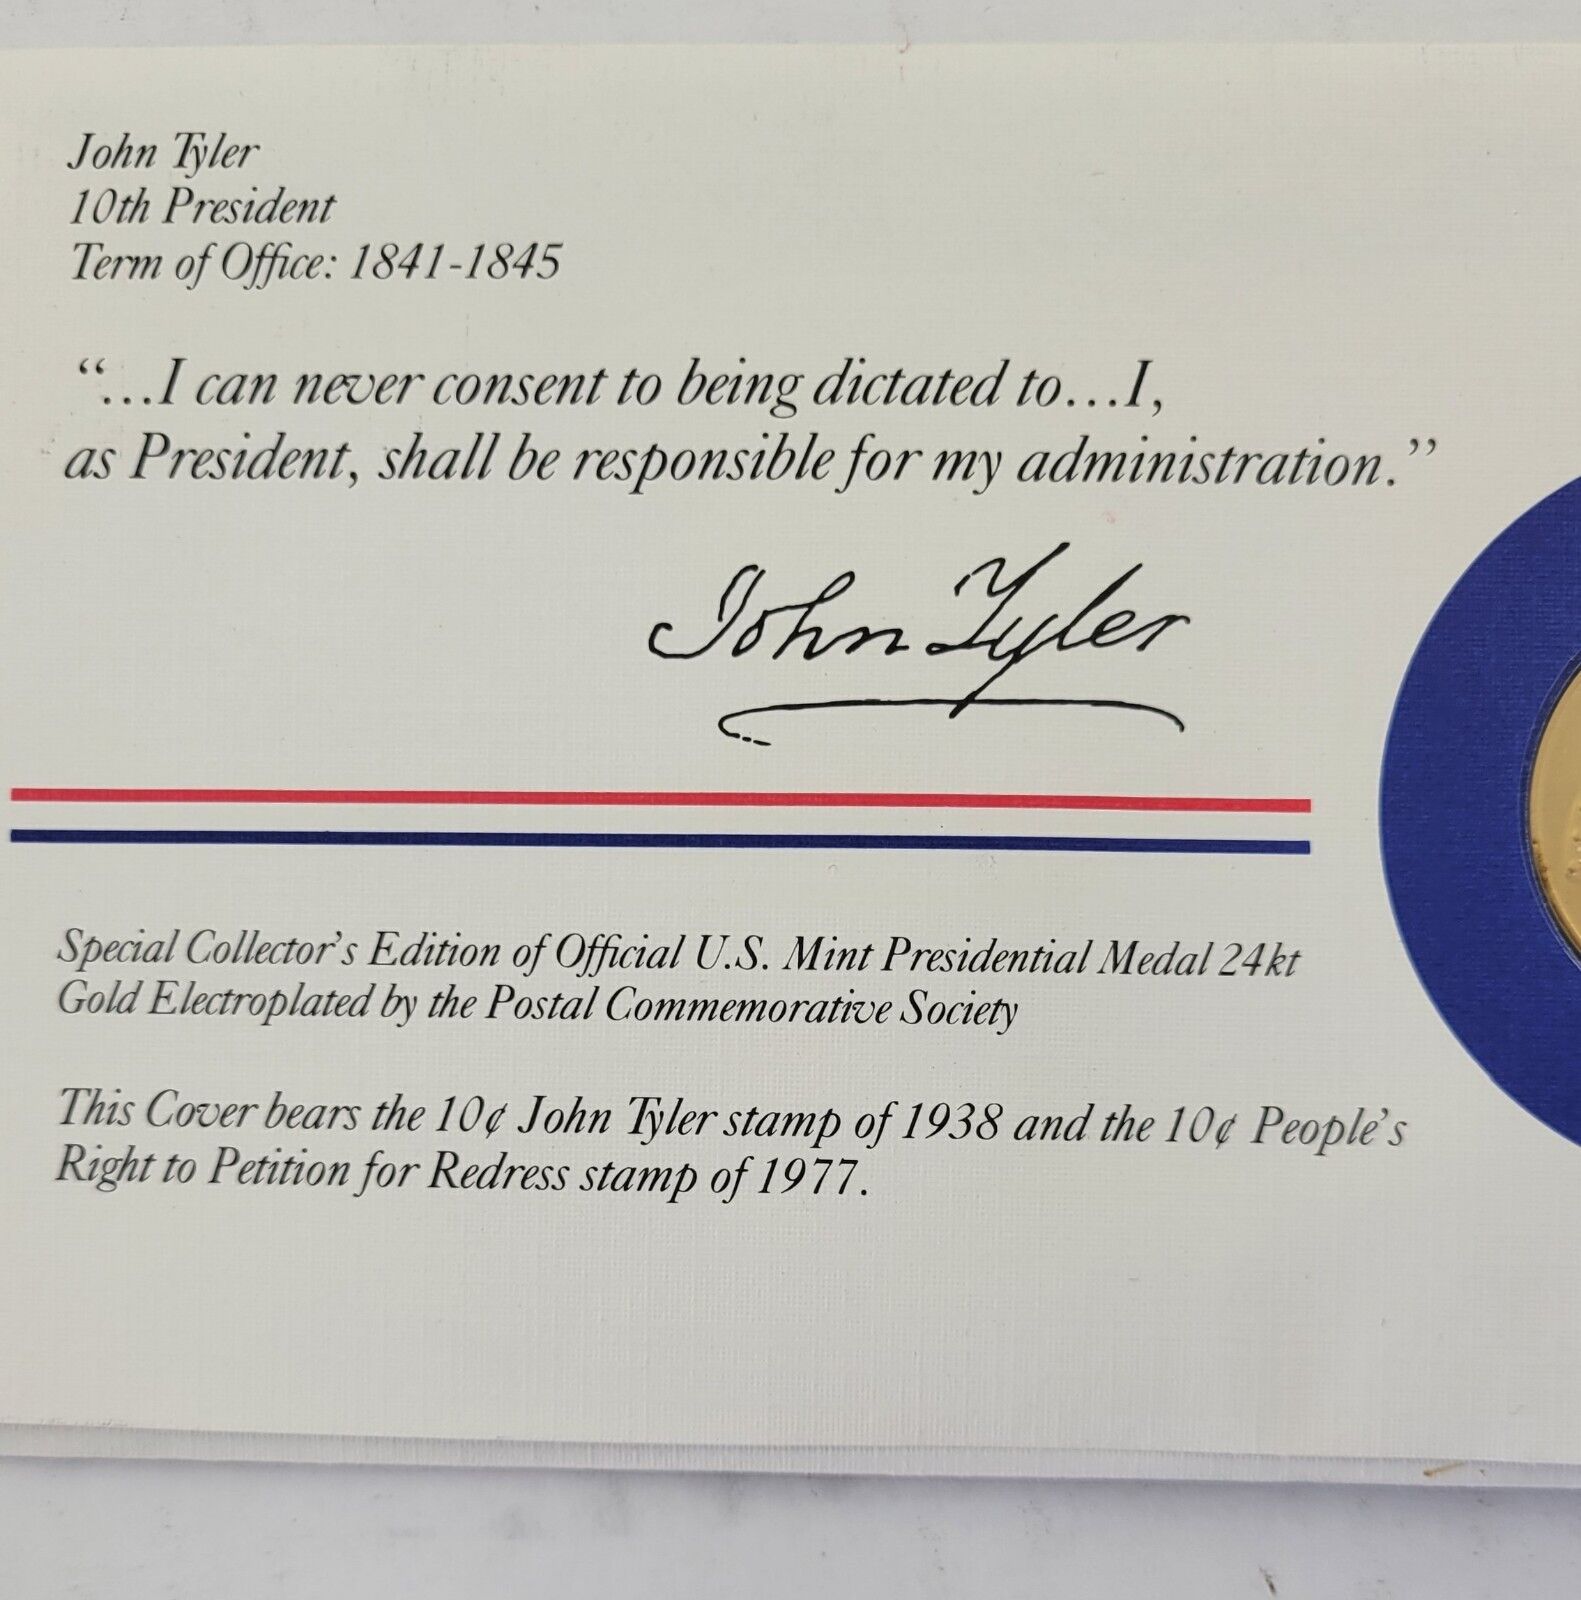 John Tyler
10th President
Term of Office: 1841-1845
“...I can never consent to being dictated to...I,
as President, shall be responsible for my administration.”
John Tyler
Special Collector’s Edition of Official U.S. Mint Presidential Medal 24kt
Gold Electroplated by the Postal Commemorative Society
This Cover bears the 10¢ John Tyler stamp of 1938 and the 10¢ People’s
Right to Petition for Redress stamp of 1977.